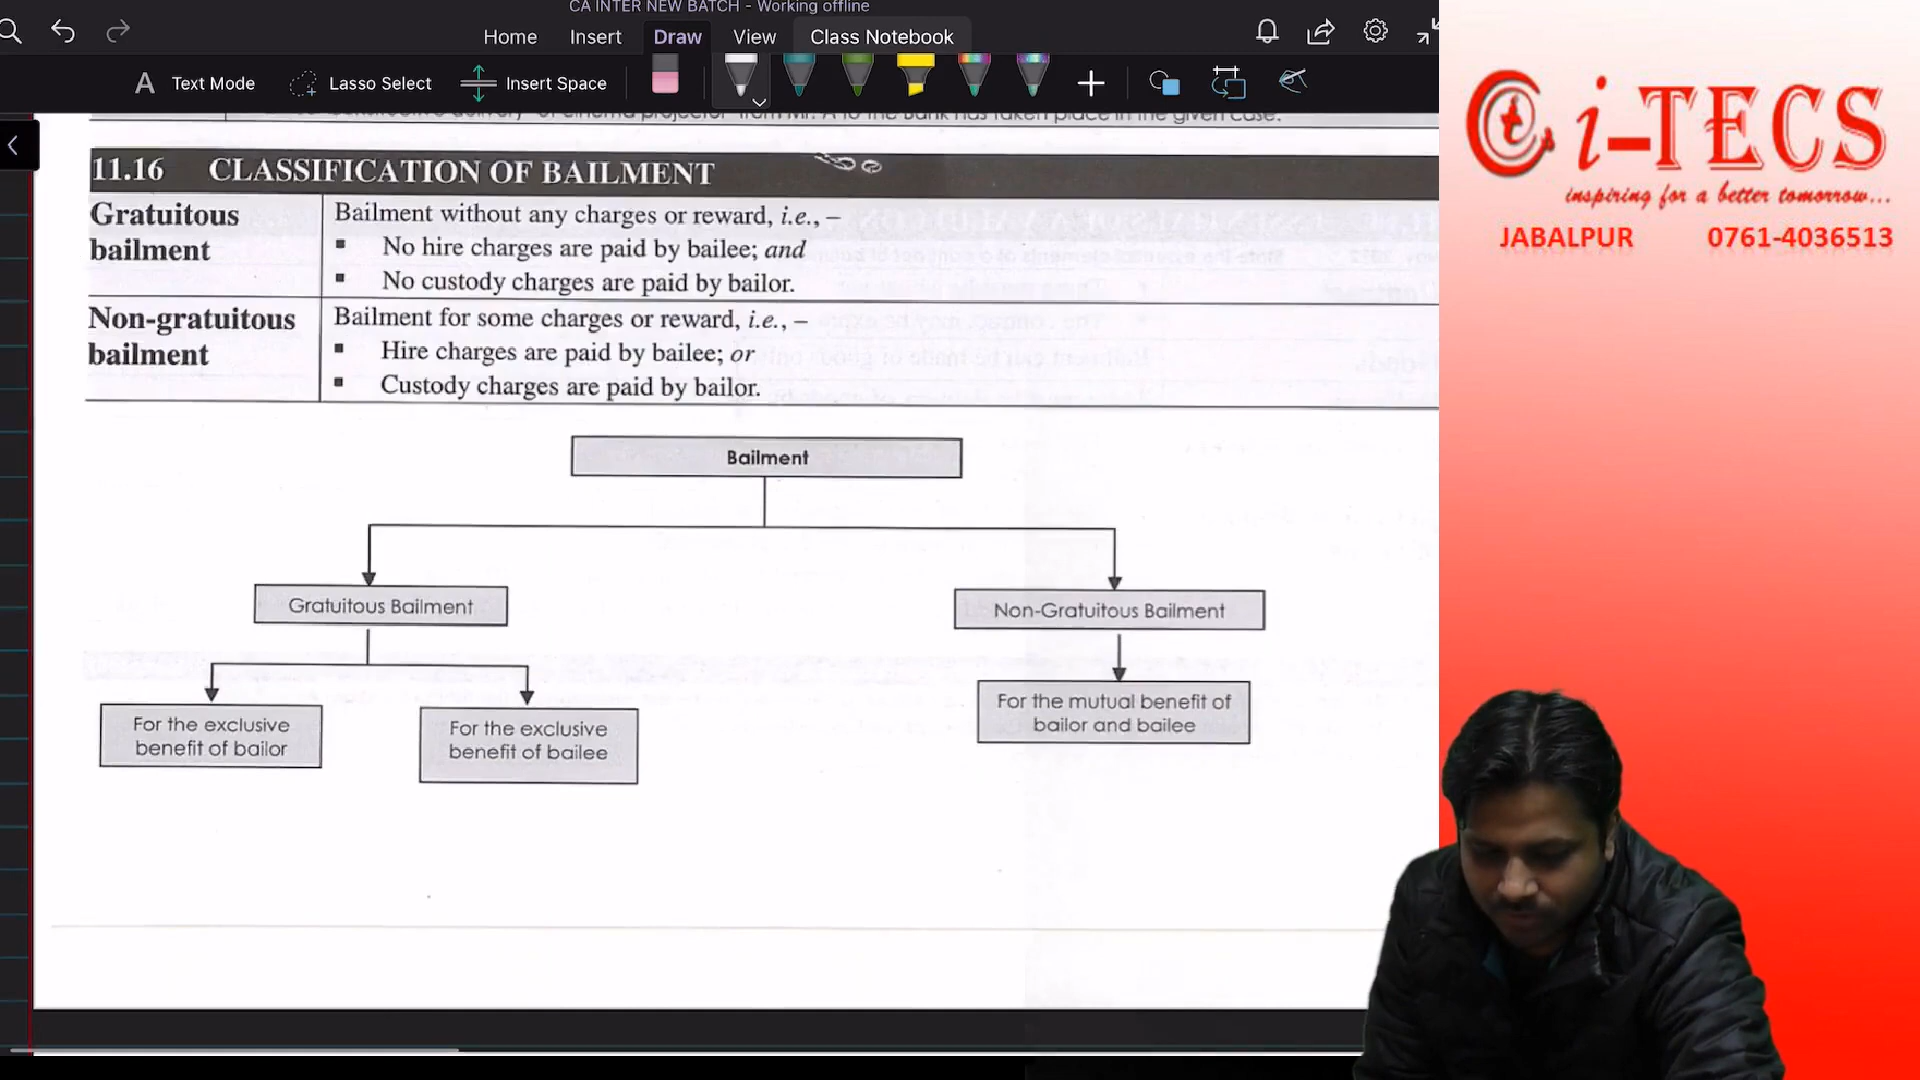 CA INTER NEW BATCH - Working offline
Home Insert Draw View Class Notebook
A Text Mode Lasso Select Insert Space
11.16 CLASSIFICATION OF BAILMENT
Gratuitous bailment
Bailment without any charges or reward, i.e., –
▪ No hire charges are paid by bailee; and
▪ No custody charges are paid by bailor.
Non-gratuitous bailment
Bailment for some charges or reward, i.e., –
▪ Hire charges are paid by bailee; or
▪ Custody charges are paid by bailor.
Bailment
Gratuitous Bailment
Non-Gratuitous Bailment
For the exclusive
benefit of bailor
For the exclusive
benefit of bailee
For the mutual benefit of
bailor and bailee
i-TECS
inspiring for a better tomorrow...
JABALPUR 0761-4036513